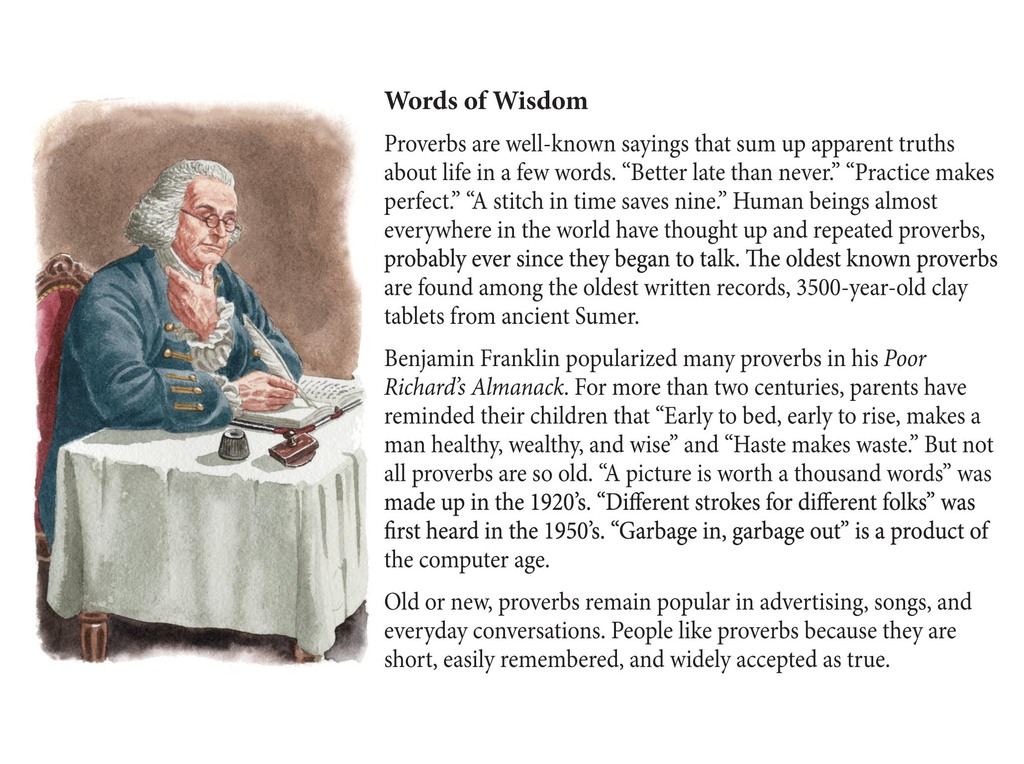 Words of Wisdom
Proverbs are well-known sayings that sum up apparent truths
about life in a few words. “Better late than never.” “Practice makes
perfect.” “A stitch in time saves nine.” Human beings almost
everywhere in the world have thought up and repeated proverbs,
probably ever since they began to talk. The oldest known proverbs
are found among the oldest written records, 3500-year-old clay
tablets from ancient Sumer.
Benjamin Franklin popularized many proverbs in his Poor
Richard’s Almanack. For more than two centuries, parents have
reminded their children that “Early to bed, early to rise, makes a
man healthy, wealthy, and wise” and “Haste makes waste.” But not
all proverbs are so old. “A picture is worth a thousand words” was
made up in the 1920’s. “Different strokes for different folks” was
first heard in the 1950’s. “Garbage in, garbage out” is a product of
the computer age.
Old or new, proverbs remain popular in advertising, songs, and
everyday conversations. People like proverbs because they are
short, easily remembered, and widely accepted as true.